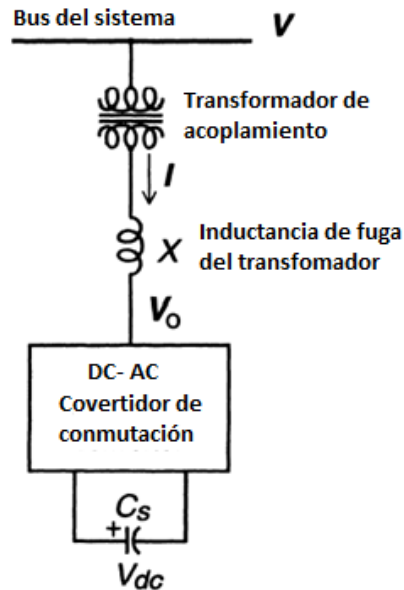 Bus del sistema
V
Transformador de
acoplamiento
I
X
Inductancia de fuga
del transfomador
Vo
DC- AC
Covertidor de
conmutación
Cs
+
Vdc